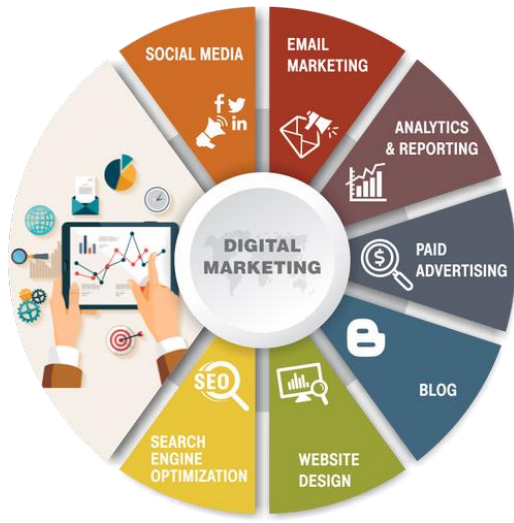 SOCIAL MEDIA
EMAIL
MARKETING
ANALYTICS
& REPORTING
PAID
ADVERTISING
BLOG
WEBSITE
DESIGN
SEO
SEARCH
ENGINE
OPTIMIZATION
DIGITAL
MARKETING